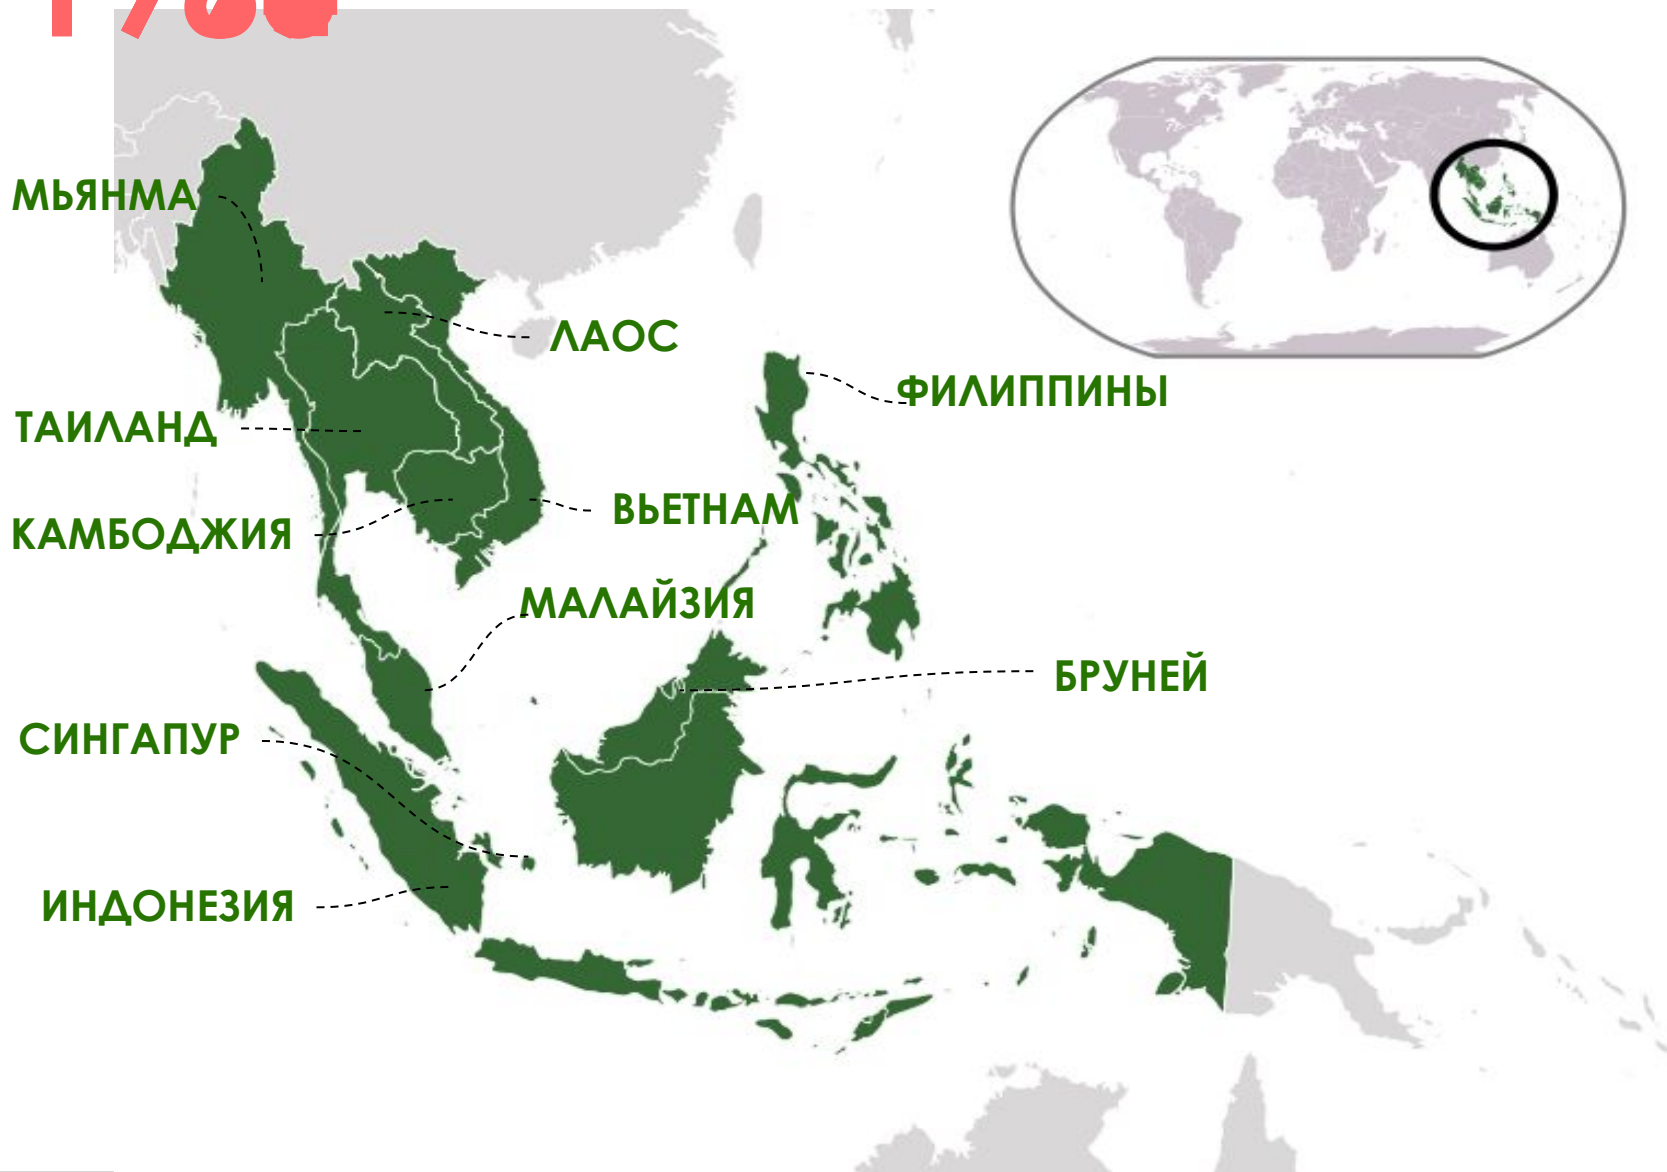 МЬЯНМА
ЛАОС
ФИЛИППИНЫ
ТАИЛАНД
ВЬЕТНАМ
КАМБОДЖИЯ
МАЛАЙЗИЯ
БРУНЕЙ
СИНГАПУР
ИНДОНЕЗИЯ